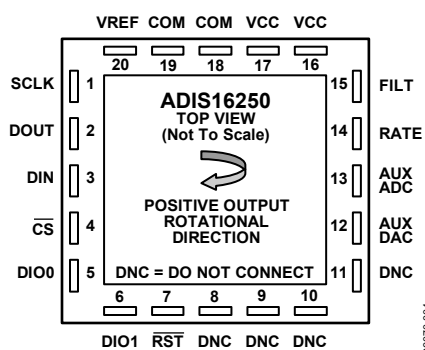 VREF COM COM VCC VCC
20 19 18 17 16
SCLK 1
DOUT 2
DIN 3
CS 4
DIO0 5
ADIS16250
TOP VIEW
(Not To Scale)
POSITIVE OUTPUT
ROTATIONAL
DIRECTION
DNC = DO NOT CONNECT
15 FILT
14 RATE
13 AUX
ADC
12 AUX
DAC
11 DNC
6 7 8 9 10
DIO1 RST DNC DNC DNC